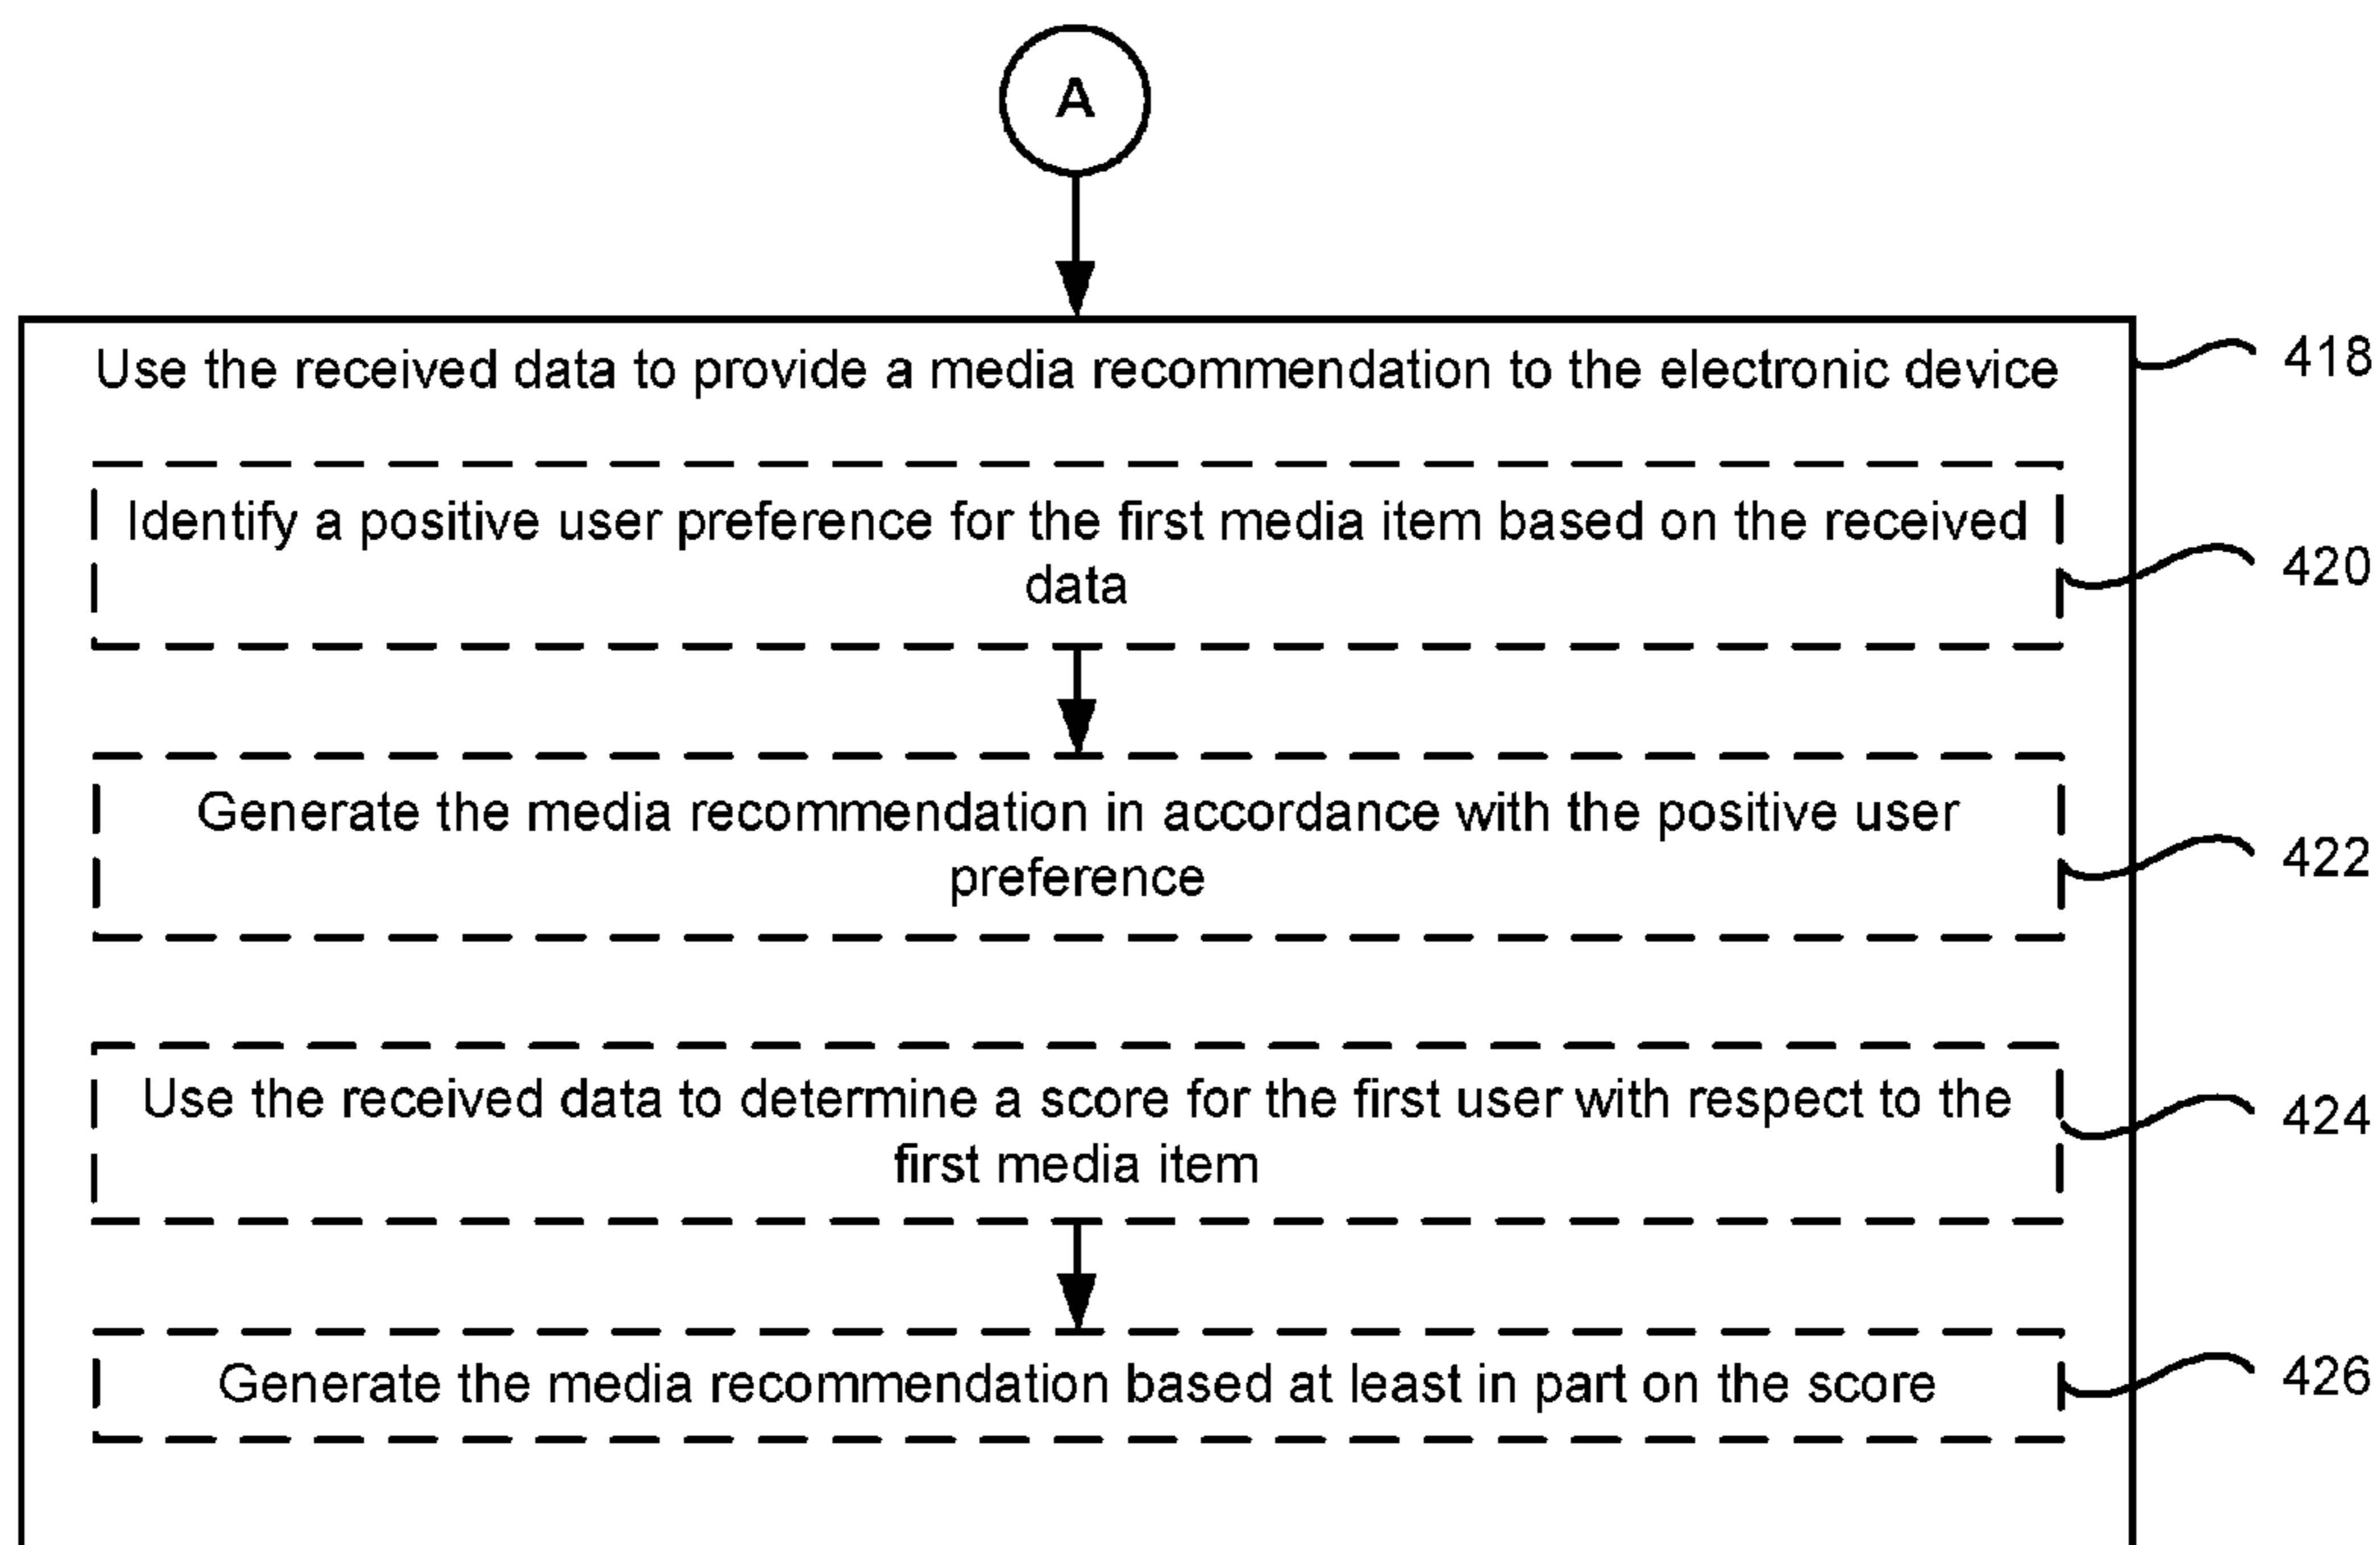 A
Use the received data to provide a media recommendation to the electronic device
418
Identify a positive user preference for the first media item based on the received
data
420
Generate the media recommendation in accordance with the positive user
preference
422
Use the received data to determine a score for the first user with respect to the
first media item
424
Generate the media recommendation based at least in part on the score
426